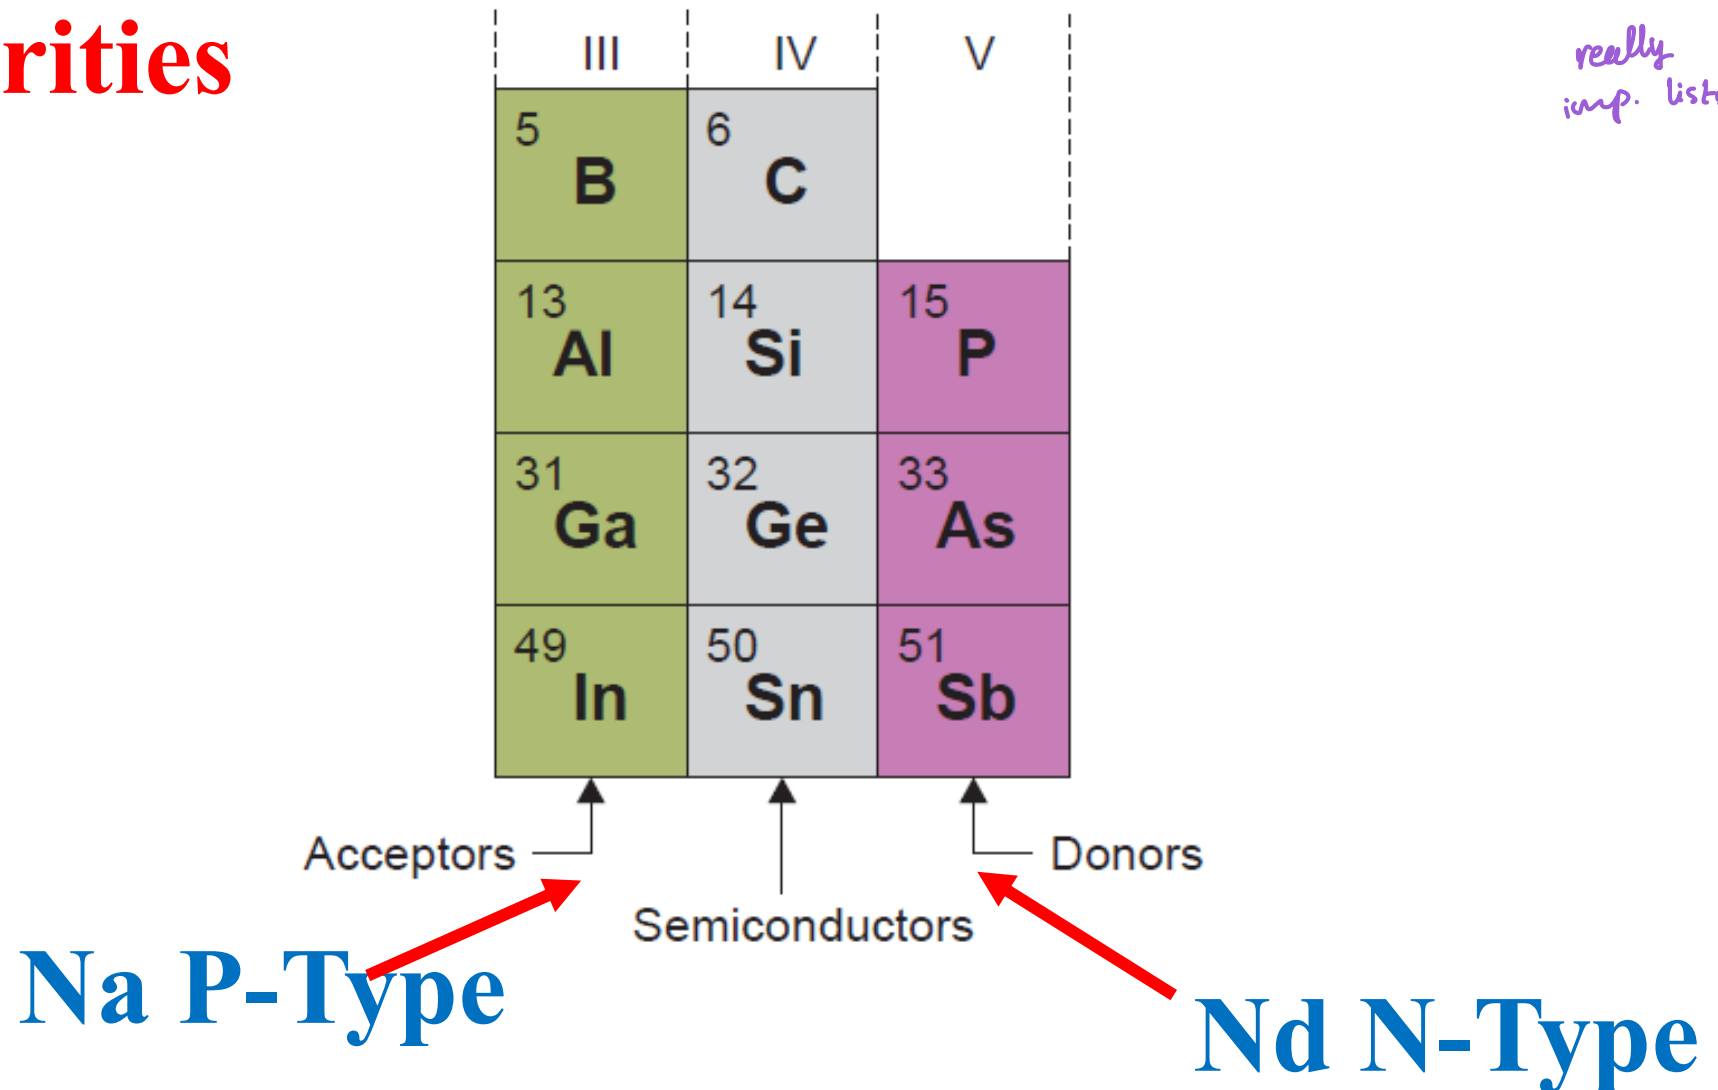 rities
III IV V
really
imp.
5 6
B C
13 14 15
Al Si P
31 32 33
Ga Ge As
49 50 51
In Sn Sb
Acceptors Donors
Semiconductors
Na P-Type
Nd N-Type